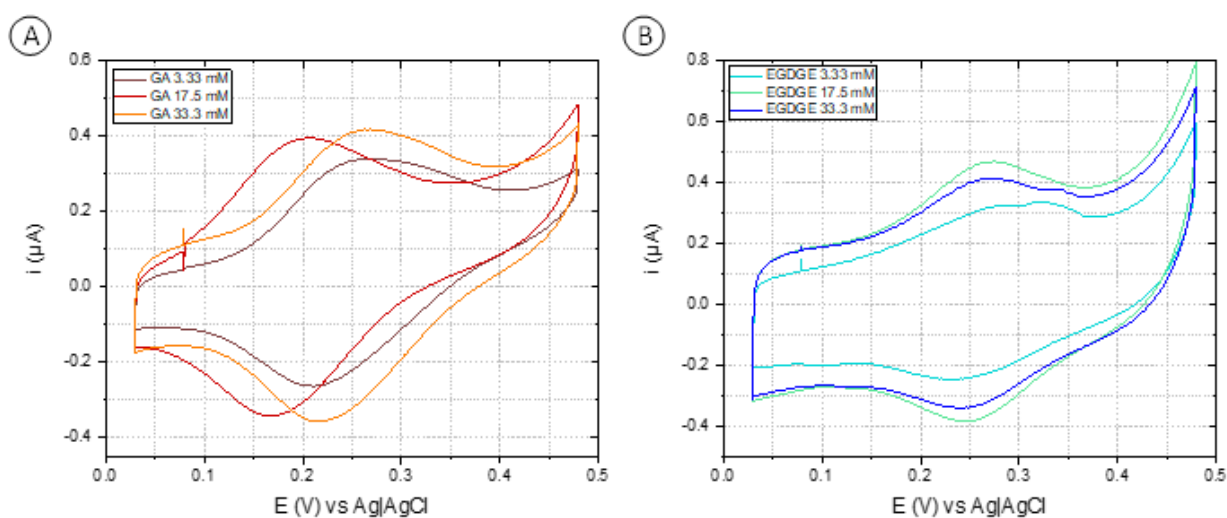 A
GA 3.33 mM
GA 17.5 mM
GA 33.3 mM
0.6
0.4
0.2
0.0
-0.2
-0.4
i (µA)
0.0 0.1 0.2 0.3 0.4 0.5
E (V) vs Ag|AgCl
B
EGDGE 3.33 mM
EGDGE 17.5 mM
EGDGE 33.3 mM
0.8
0.6
0.4
0.2
0.0
-0.2
-0.4
i (µA)
0.0 0.1 0.2 0.3 0.4 0.5
E (V) vs Ag|AgCl